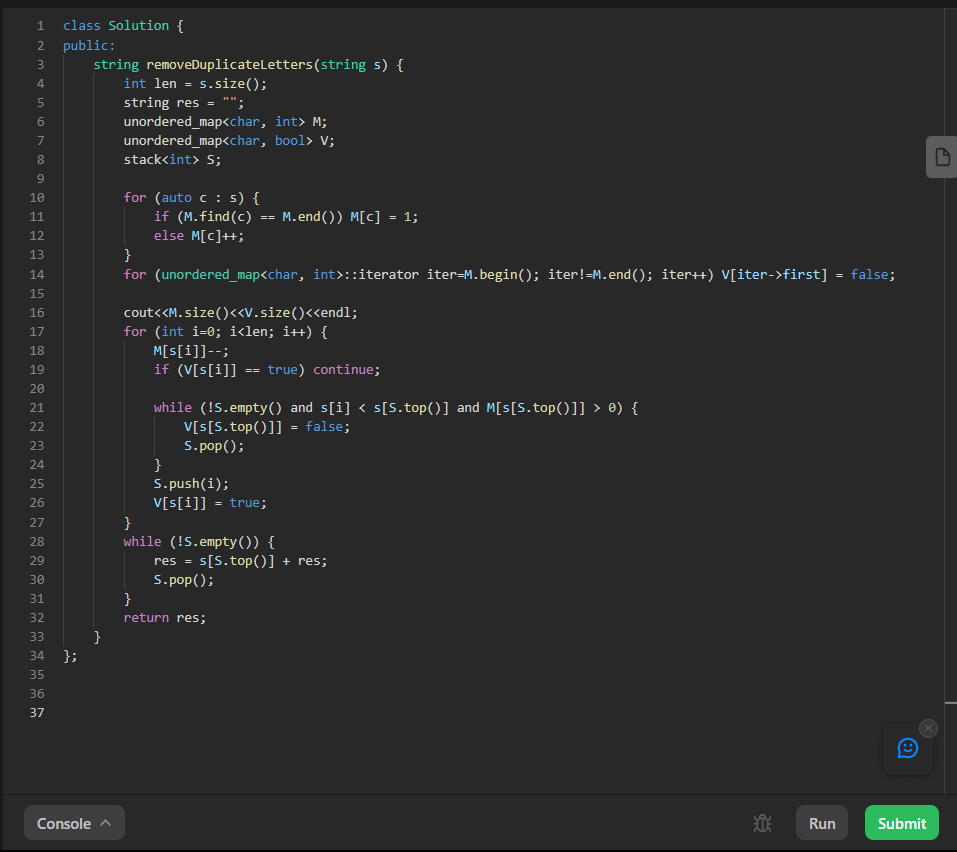 1 class Solution {
2 public:
3     string removeDuplicateLetters(string s) {
4         int len = s.size();
5         string res = "";
6         unordered_map<char, int> M;
7         unordered_map<char, bool> V;
8         stack<int> S;
9
10         for (auto c : s) {
11             if (M.find(c) == M.end()) M[c] = 1;
12             else M[c]++;
13         }
14         for (unordered_map<char, int>::iterator iter=M.begin(); iter!=M.end(); iter++) V[iter->first] = false;
15
16         cout<<M.size()<<V.size()<<endl;
17         for (int i=0; i<len; i++) {
18             M[s[i]]--;
19             if (V[s[i]] == true) continue;
20
21             while (!S.empty() and s[i] < s[S.top()] and M[s[S.top()]] > 0) {
22                 V[s[S.top()]] = false;
23                 S.pop();
24             }
25             S.push(i);
26             V[s[i]] = true;
27         }
28         while (!S.empty()) {
29             res = s[S.top()] + res;
30             S.pop();
31         }
32         return res;
33     }
34 };
35
36
37
Console Run Submit